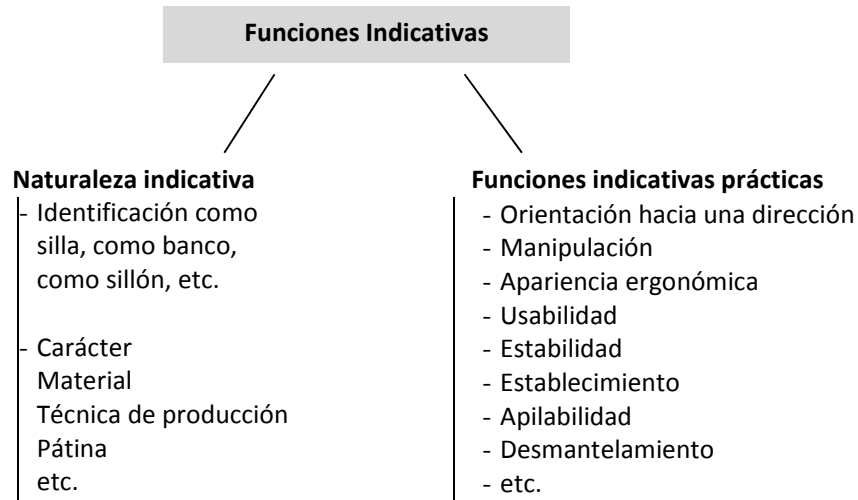 Funciones Indicativas
Naturaleza indicativa
- Identificación como
silla, como banco,
como sillón, etc.
- Carácter
Material
Técnica de producción
Pátina
etc.
Funciones indicativas prácticas
- Orientación hacia una dirección
- Manipulación
- Apariencia ergonómica
- Usabilidad
- Estabilidad
- Establecimiento
- Apilabilidad
- Desmantelamiento
- etc.